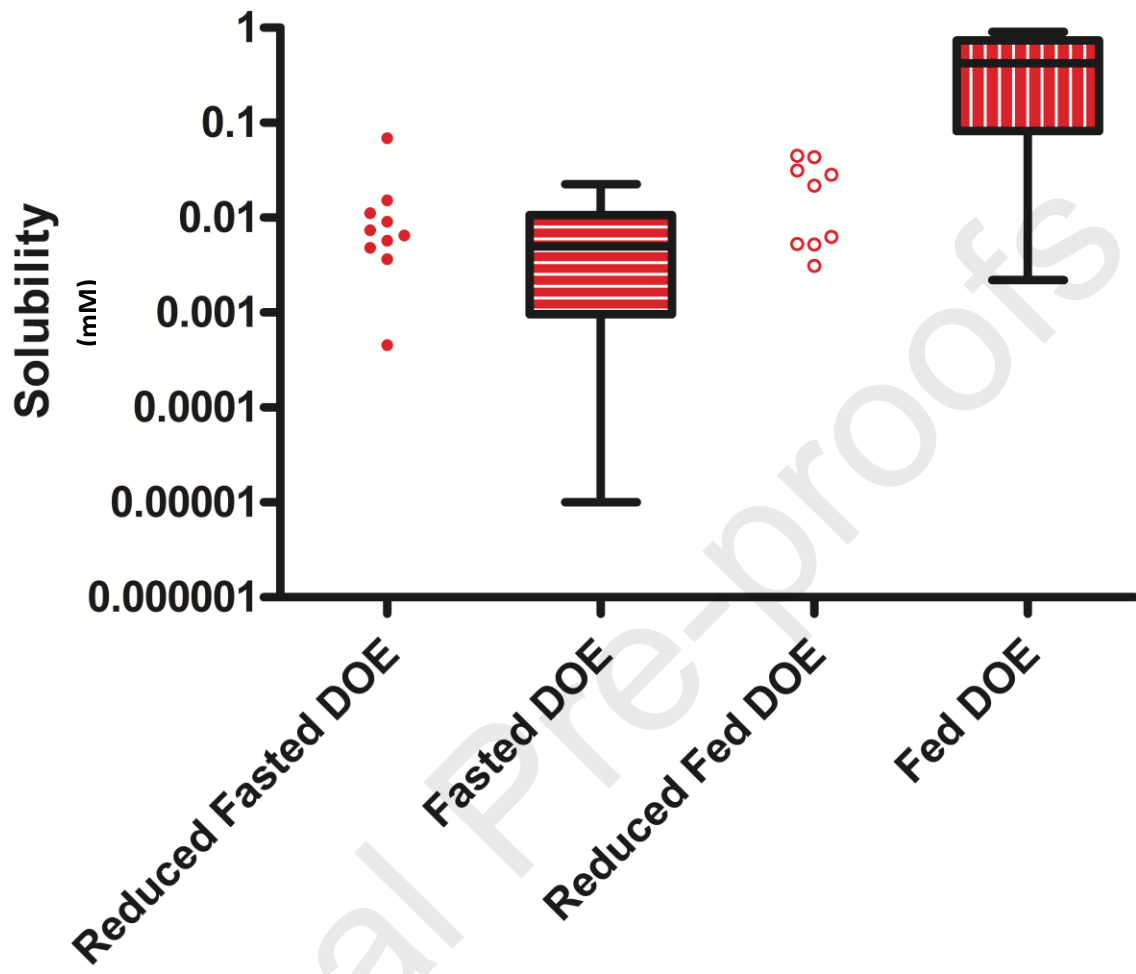 1
0.1
0.01
0.001
0.0001
0.00001
0.000001
Solubility
(mM)
Reduced Fasted DOE
Fasted DOE
Reduced Fed DOE
Fed DOE
al Pre-proofs